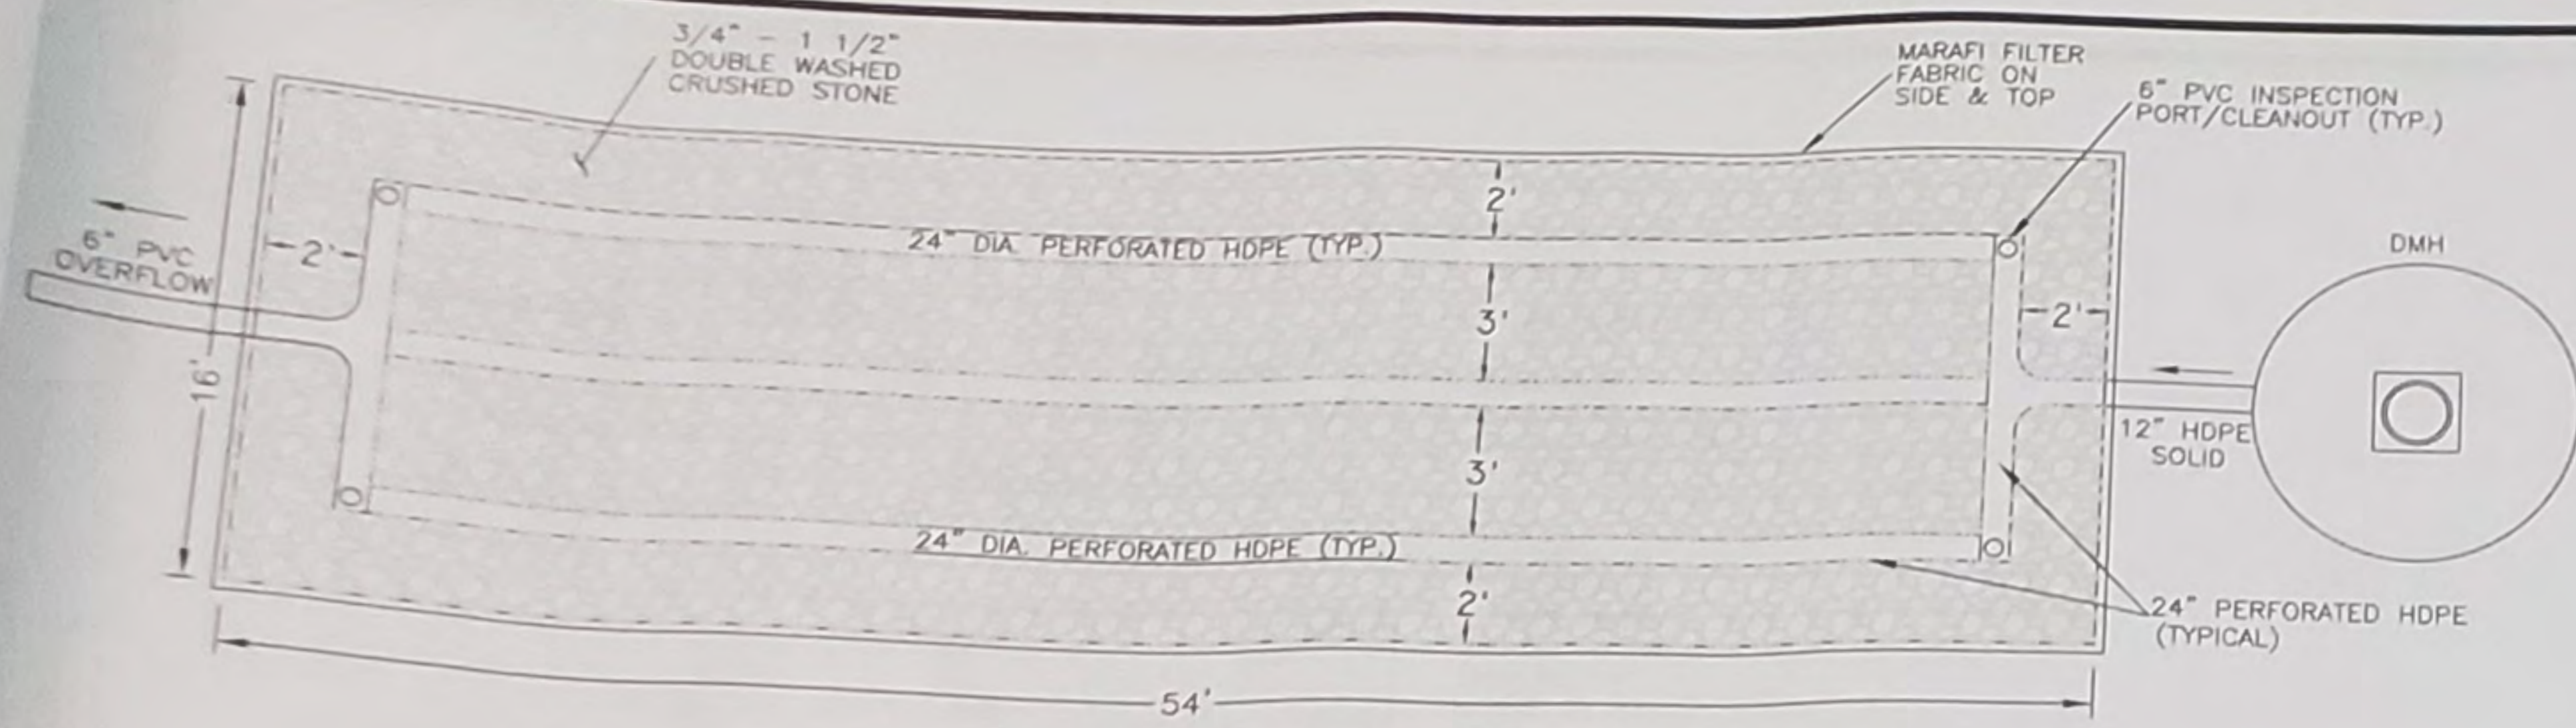 3/4" - 1 1/2"
DOUBLE WASHED
CRUSHED STONE
MARAFI FILTER
FABRIC ON
SIDE & TOP
6" PVC INSPECTION
PORT/CLEANOUT (TYP.)
2'
24" DIA. PERFORATED HDPE (TYP.)
DMH
6" PVC
OVERFLOW
2'
3'
2'
16'
12" HDPE
SOLID
3'
24" DIA. PERFORATED HDPE (TYP.)
2'
24" PERFORATED HDPE
(TYPICAL)
54'